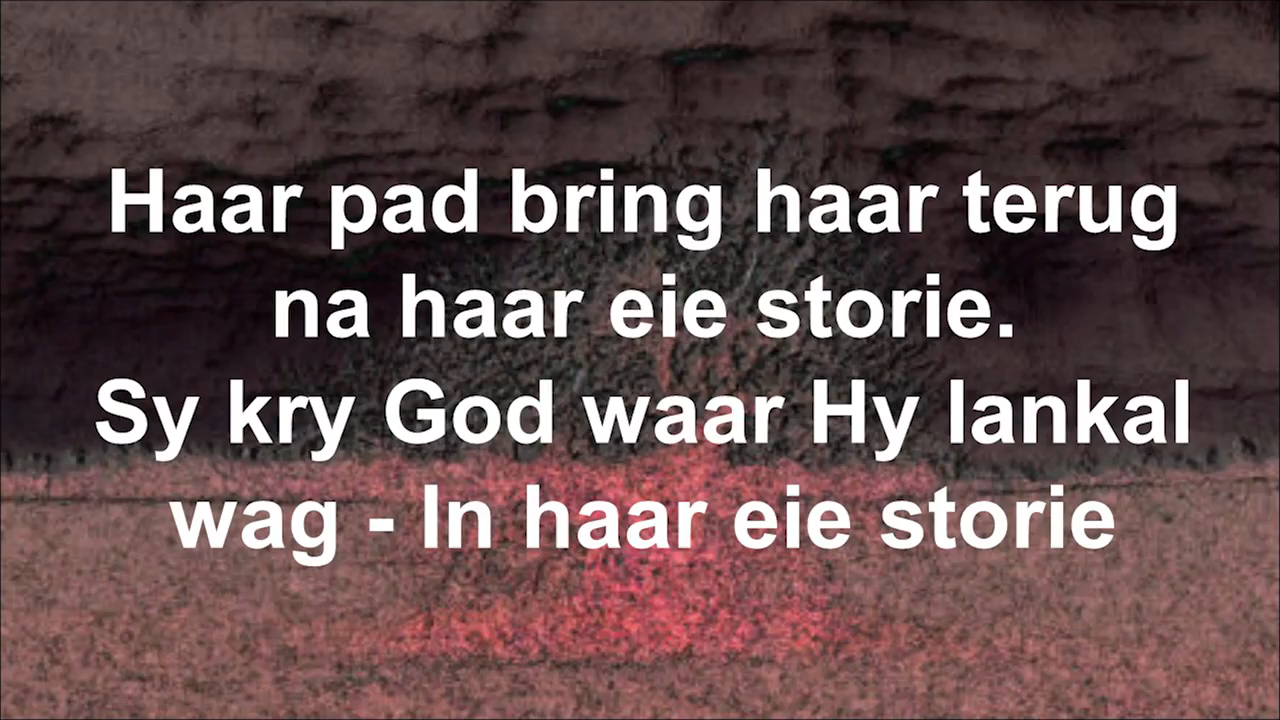 Haar pad bring haar terug
na haar eie storie.
Sy kry God waar Hy lankal
wag - In haar eie storie